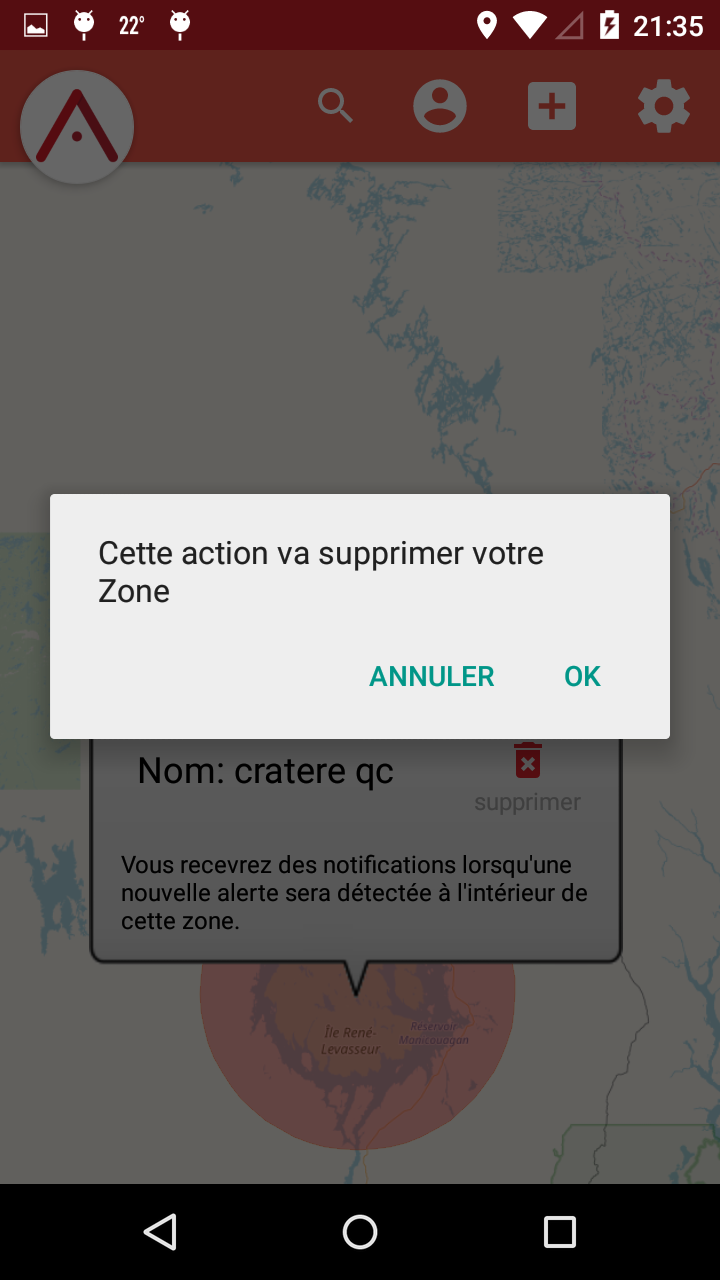 22°
21:35
Cette action va supprimer votre
Zone
ANNULER
OK
Nom: cratere qc
supprimer
Vous recevrez des notifications lorsqu'une
nouvelle alerte sera détectée à l'intérieur de
cette zone.
Île René-
Levasseur
Réservoir
Manicouagan